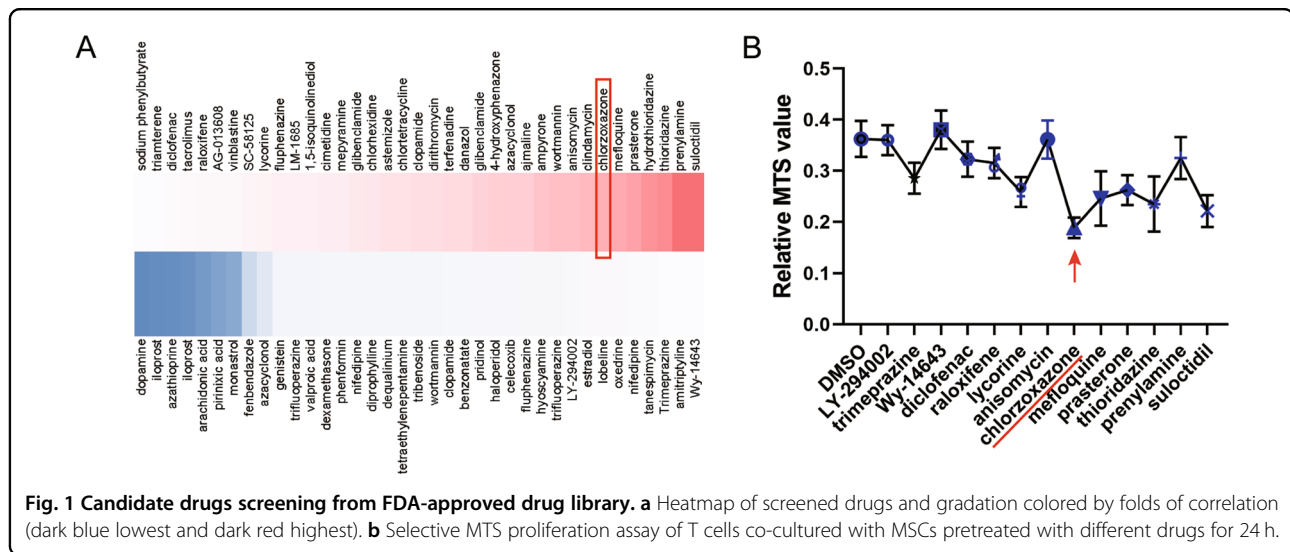 A
sodium phenylbutyrate
triamterene
diclofenac
tacrolimus
raloxifene
AG-013608
vinblastine
SC-58125
lycorine
fluphenazine
LM-1685
1,5-isoquinolinediol
cimetidine
mepyramine
glibenclamide
chlorhexidine
astemizole
chlortetracycline
clopamide
dirithromycin
terfenadine
danazol
glibenclamide
4-hydroxyphenazone
azacyclonol
ajmaline
ampyrone
wortmannin
anisomycin
clindamycin
chlorzoxazone
mefloquine
prasterone
hydrothioridazine
thioridazine
prenylamine
suloctidil
dopamine
iloprost
azathioprine
iloprost
arachidonic acid
pirinixic acid
monastrol
fenbendazole
azacyclonol
genistein
trifluoperazine
valproic acid
dexamethasone
phenformin
nifedipine
diprophylline
dequalinium
tetraethylenepentamine
tribenoside
wortmannin
clopamide
benzonatate
pridinol
haloperidol
celecoxib
fluphenazine
hyoscyamine
trifluoperazine
LY-294002
estradiol
lobeline
oxedrine
nifedipine
tanespimycin
Trimeprazine
amitriptyline
Wy-14643
B
Relative MTS value
0.5
0.4
0.3
0.2
0.1
0.0
DMSO
LY-294002
trimeprazine
Wy-14643
diclofenac
raloxifene
lycorine
anisomycin
chlorzoxazone
mefloquine
prasterone
thioridazine
prenylamine
suloctidil
Fig. 1 Candidate drugs screening from FDA-approved drug library. a Heatmap of screened drugs and gradation colored by folds of correlation
(dark blue lowest and dark red highest). b Selective MTS proliferation assay of T cells co-cultured with MSCs pretreated with different drugs for 24 h.